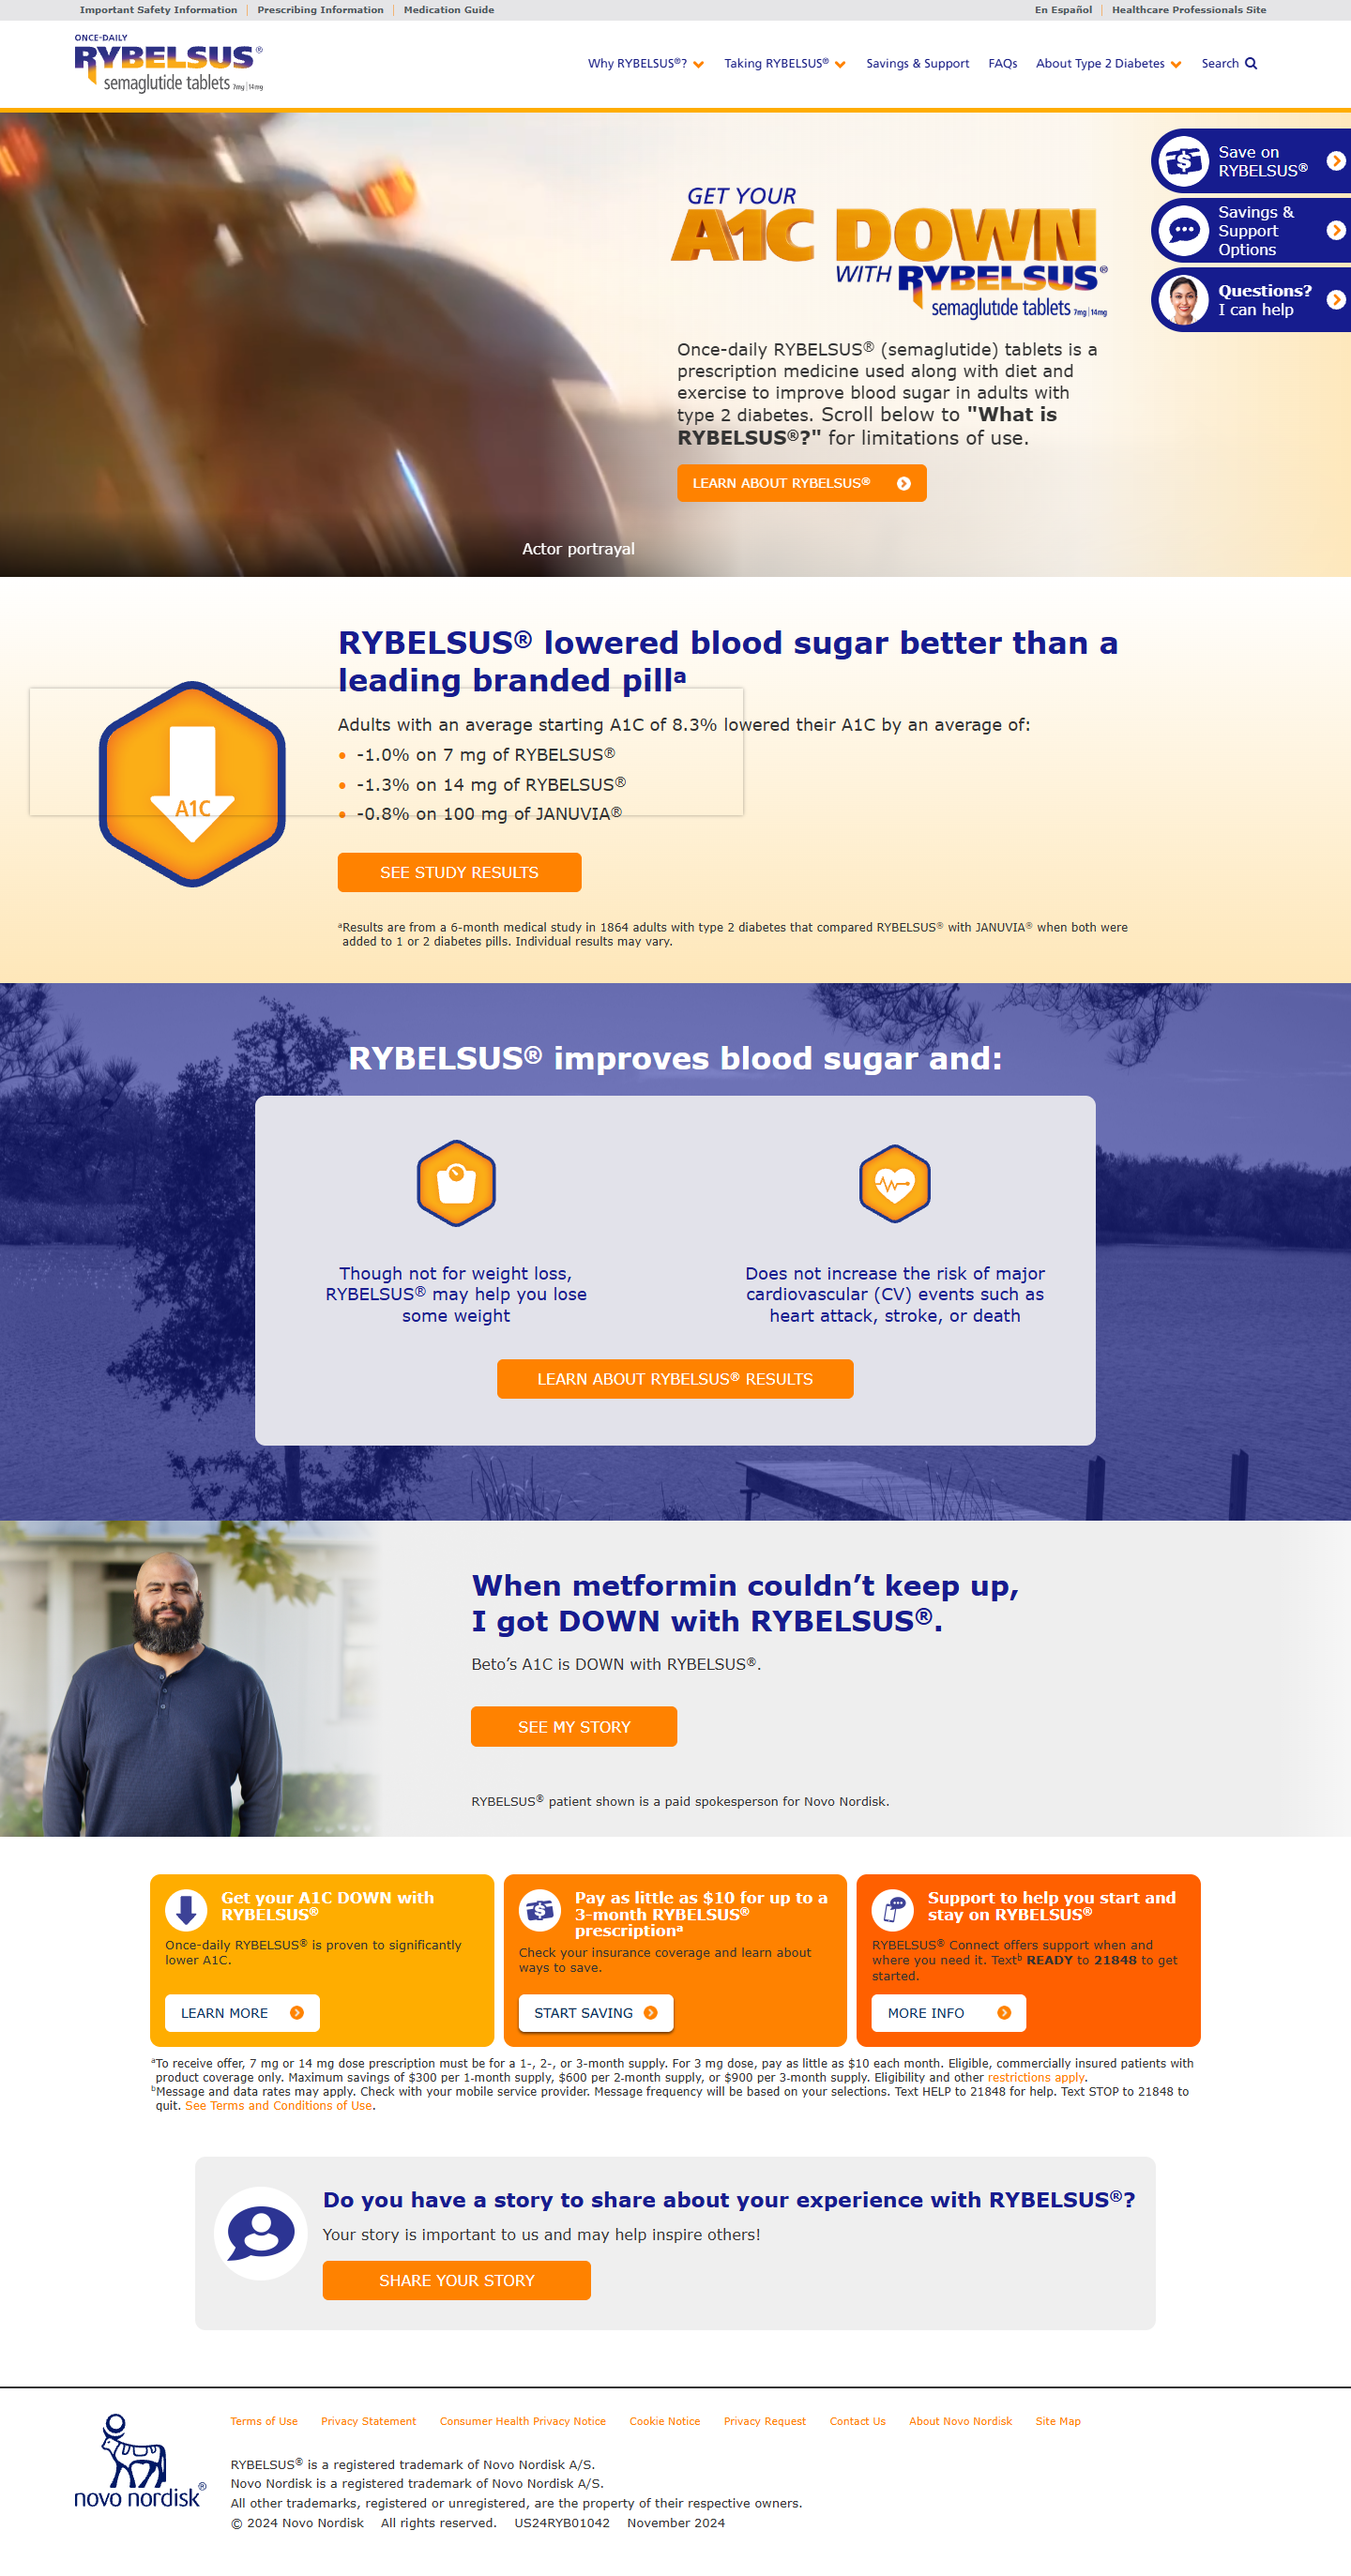 Important Safety Information | Prescribing Information | Medication Guide
En Español | Healthcare Professionals Site
ONCE-DAILY
RYBELSUS®
semaglutide tablets 7mg | 14mg
Why RYBELSUS®? Taking RYBELSUS® Savings & Support FAQs About Type 2 Diabetes Search
Save on
RYBELSUS®
Savings &
Support
Options
Questions?
I can help
GET YOUR
A1C DOWN
WITH RYBELSUS®
semaglutide tablets 7mg | 14mg
Once-daily RYBELSUS® (semaglutide) tablets is a
prescription medicine used along with diet and
exercise to improve blood sugar in adults with
type 2 diabetes. Scroll below to "What is
RYBELSUS®?" for limitations of use.
LEARN ABOUT RYBELSUS®
Actor portrayal
RYBELSUS® lowered blood sugar better than a
leading branded pillᵃ
Adults with an average starting A1C of 8.3% lowered their A1C by an average of:
• -1.0% on 7 mg of RYBELSUS®
• -1.3% on 14 mg of RYBELSUS®
• -0.8% on 100 mg of JANUVIA®
A1C
SEE STUDY RESULTS
ᵃResults are from a 6-month medical study in 1864 adults with type 2 diabetes that compared RYBELSUS® with JANUVIA® when both were
added to 1 or 2 diabetes pills. Individual results may vary.
RYBELSUS® improves blood sugar and:
Though not for weight loss,
RYBELSUS® may help you lose
some weight
Does not increase the risk of major
cardiovascular (CV) events such as
heart attack, stroke, or death
LEARN ABOUT RYBELSUS® RESULTS
When metformin couldn’t keep up,
I got DOWN with RYBELSUS®.
Beto’s A1C is DOWN with RYBELSUS®.
SEE MY STORY
RYBELSUS® patient shown is a paid spokesperson for Novo Nordisk.
Get your A1C DOWN with
RYBELSUS®
Once-daily RYBELSUS® is proven to significantly
lower A1C.
LEARN MORE
Pay as little as $10 for up to a
3-month RYBELSUS®
prescriptionᵃ
Check your insurance coverage and learn about
ways to save.
START SAVING
Support to help you start and
stay on RYBELSUS®
RYBELSUS® Connect offers support when and
where you need it. Textᵇ READY to 21848 to get
started.
MORE INFO
ᵃTo receive offer, 7 mg or 14 mg dose prescription must be for a 1-, 2-, or 3-month supply. For 3 mg dose, pay as little as $10 each month. Eligible, commercially insured patients with
product coverage only. Maximum savings of $300 per 1-month supply, $600 per 2-month supply, or $900 per 3-month supply. Eligibility and other restrictions apply.
ᵇMessage and data rates may apply. Check with your mobile service provider. Message frequency will be based on your selections. Text HELP to 21848 for help. Text STOP to 21848 to
quit. See Terms and Conditions of Use.
Do you have a story to share about your experience with RYBELSUS®?
Your story is important to us and may help inspire others!
SHARE YOUR STORY
novo nordisk®
Terms of Use Privacy Statement Consumer Health Privacy Notice Cookie Notice Privacy Request Contact Us About Novo Nordisk Site Map
RYBELSUS® is a registered trademark of Novo Nordisk A/S.
Novo Nordisk is a registered trademark of Novo Nordisk A/S.
All other trademarks, registered or unregistered, are the property of their respective owners.
© 2024 Novo Nordisk All rights reserved. US24RYB01042 November 2024